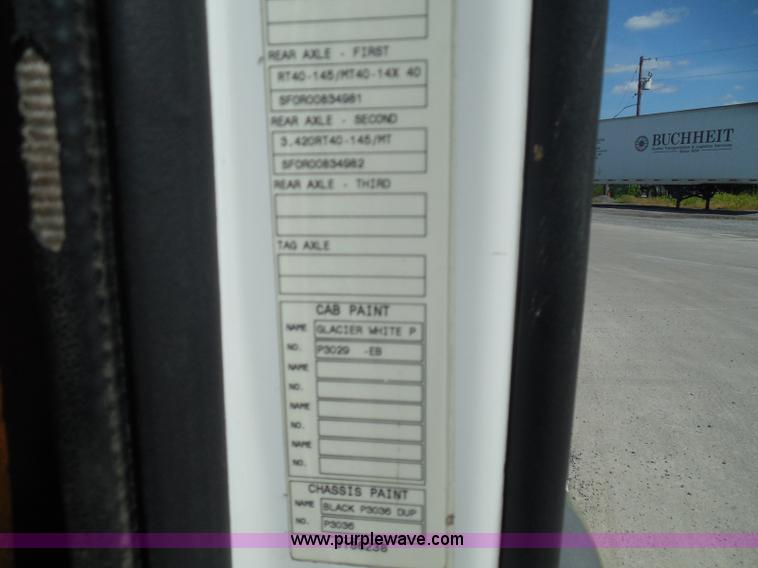 REAR AXLE - FIRST
RT40-145/MT40-14X 40
SFOR00834981
REAR AXLE - SECOND
3.420RT40-145/MT
SFOR00834982
REAR AXLE - THIRD
TAG AXLE
CAB PAINT
NAME GLACIER WHITE P
NO. P3029 -EB
NAME
NO.
NAME
NO.
NAME
NO.
CHASSIS PAINT
NAME BLACK P3036 DUP
NO. P3036
BUCHHEIT
www.purplewave.com